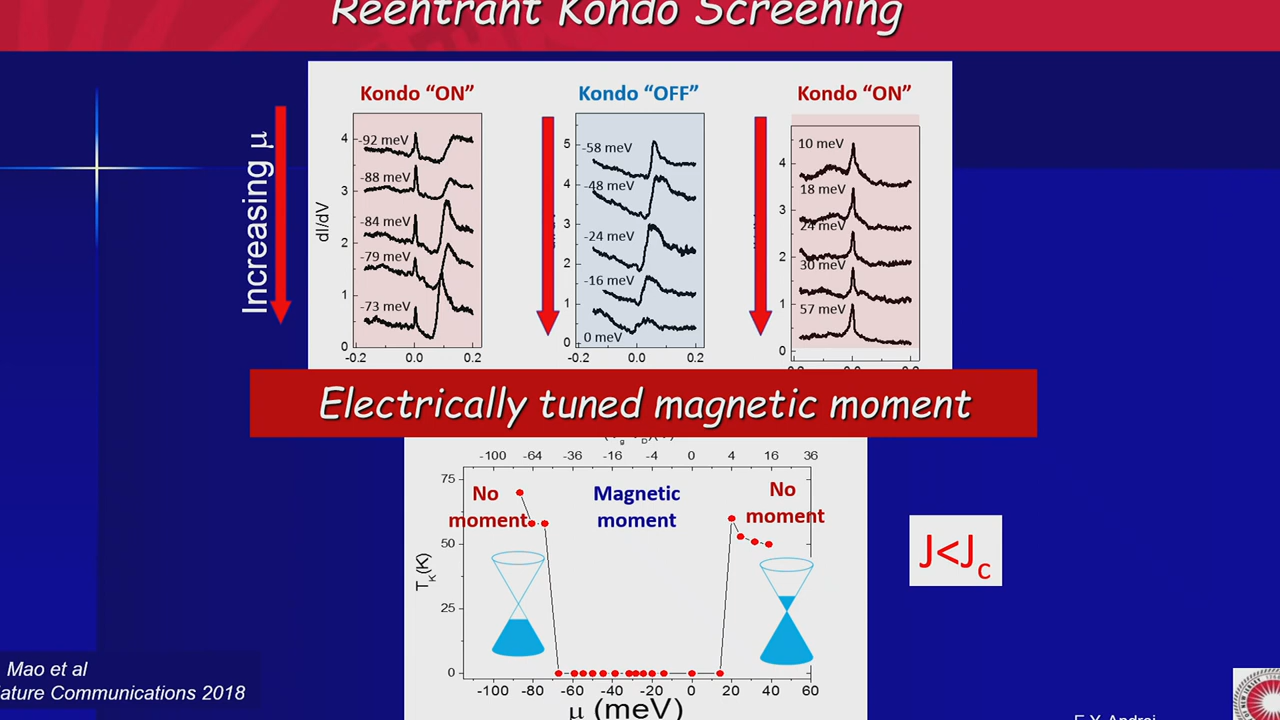 Reentrant Kondo Screening
Kondo “ON”
Kondo “OFF”
Kondo “ON”
Increasing μ
dI/dV
4
3
2
1
0
-92 meV
-88 meV
-84 meV
-79 meV
-73 meV
-0.2 0.0 0.2
5
4
3
2
1
0
-58 meV
-48 meV
-24 meV
-16 meV
0 meV
-0.2 0.0 0.2
4
3
2
1
0
10 meV
18 meV
24 meV
30 meV
57 meV
Electrically tuned magnetic moment
-100 -64 -36 -16 -4 0 4 16 36
75
50
25
0
T_K(K)
No moment
Magnetic moment
No moment
-100 -80 -60 -40 -20 0 20 40 60
μ (meV)
J<J_c
Mao et al
ature Communications 2018